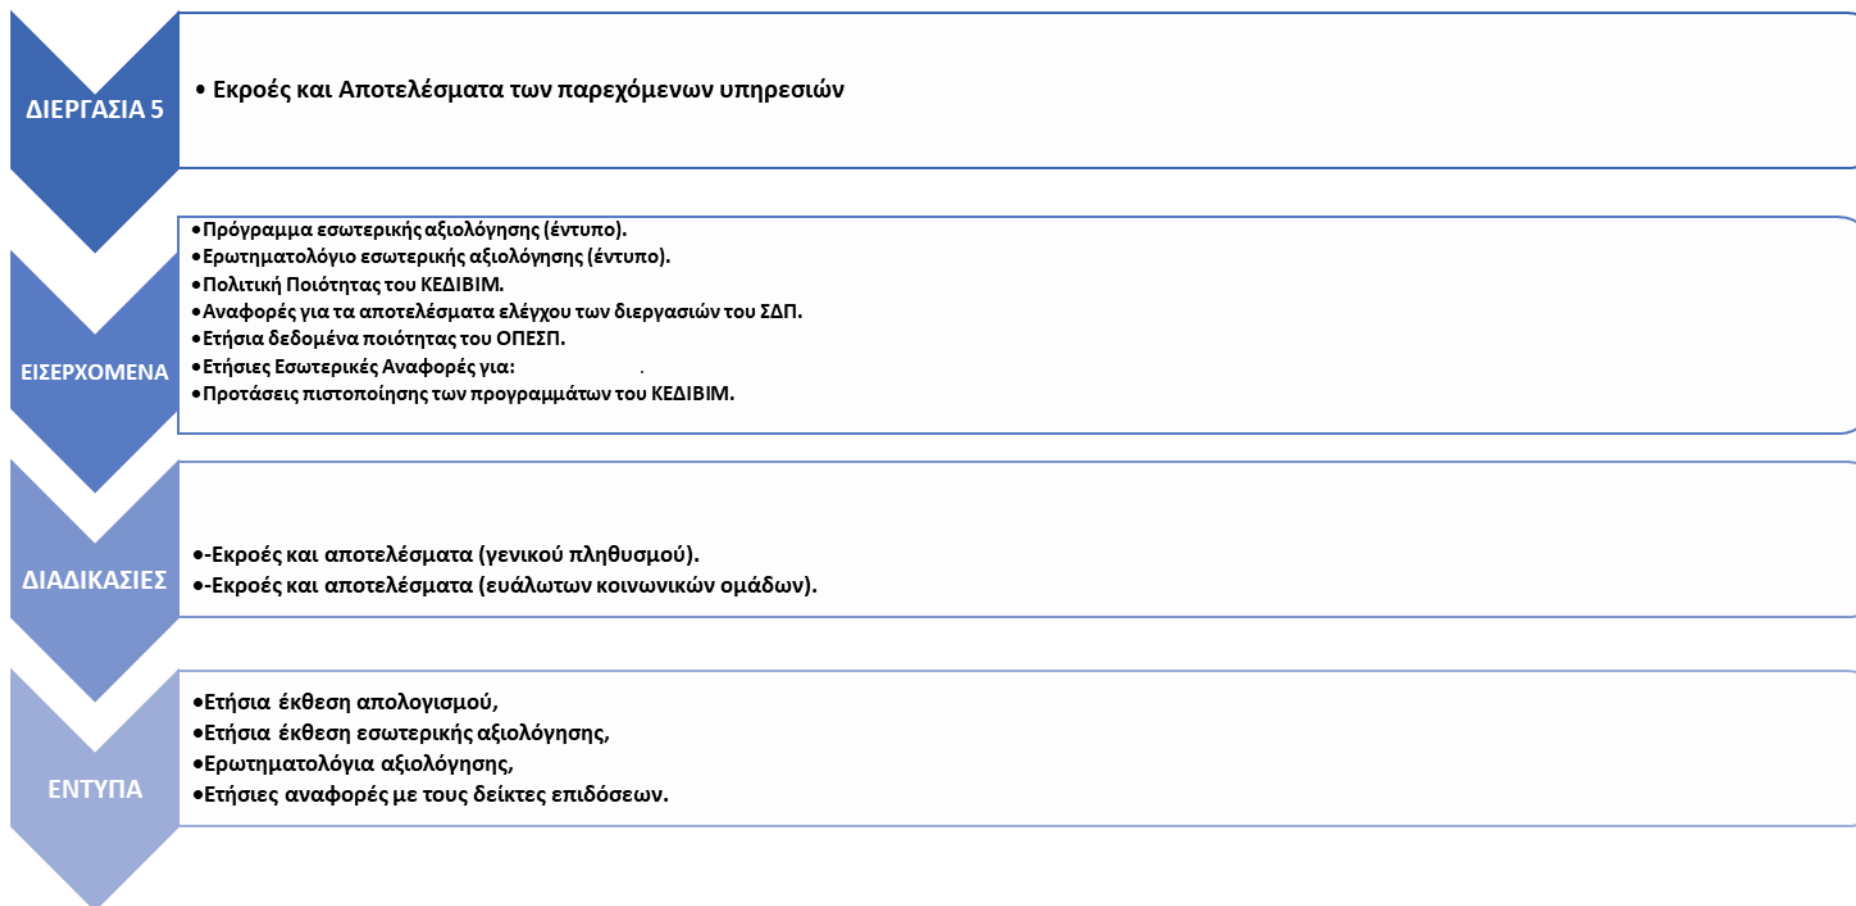 ΔΙΕΡΓΑΣΙΑ 5
• Εκροές και Αποτελέσματα των παρεχόμενων υπηρεσιών
ΕΙΣΕΡΧΟΜΕΝΑ
•Πρόγραμμα εσωτερικής αξιολόγησης (έντυπο).
•Ερωτηματολόγιο εσωτερικής αξιολόγησης (έντυπο).
•Πολιτική Ποιότητας του ΚΕΔΙΒΙΜ.
•Αναφορές για τα αποτελέσματα ελέγχου των διεργασιών του ΣΔΠ.
•Ετήσια δεδομένα ποιότητας του ΟΠΕΣΠ.
•Ετήσιες Εσωτερικές Αναφορές για: .
•Προτάσεις πιστοποίησης των προγραμμάτων του ΚΕΔΙΒΙΜ.
ΔΙΑΔΙΚΑΣΙΕΣ
•-Εκροές και αποτελέσματα (γενικού πληθυσμού).
•-Εκροές και αποτελέσματα (ευάλωτων κοινωνικών ομάδων).
ΕΝΤΥΠΑ
•Ετήσια έκθεση απολογισμού,
•Ετήσια έκθεση εσωτερικής αξιολόγησης,
•Ερωτηματολόγια αξιολόγησης,
•Ετήσιες αναφορές με τους δείκτες επιδόσεων.